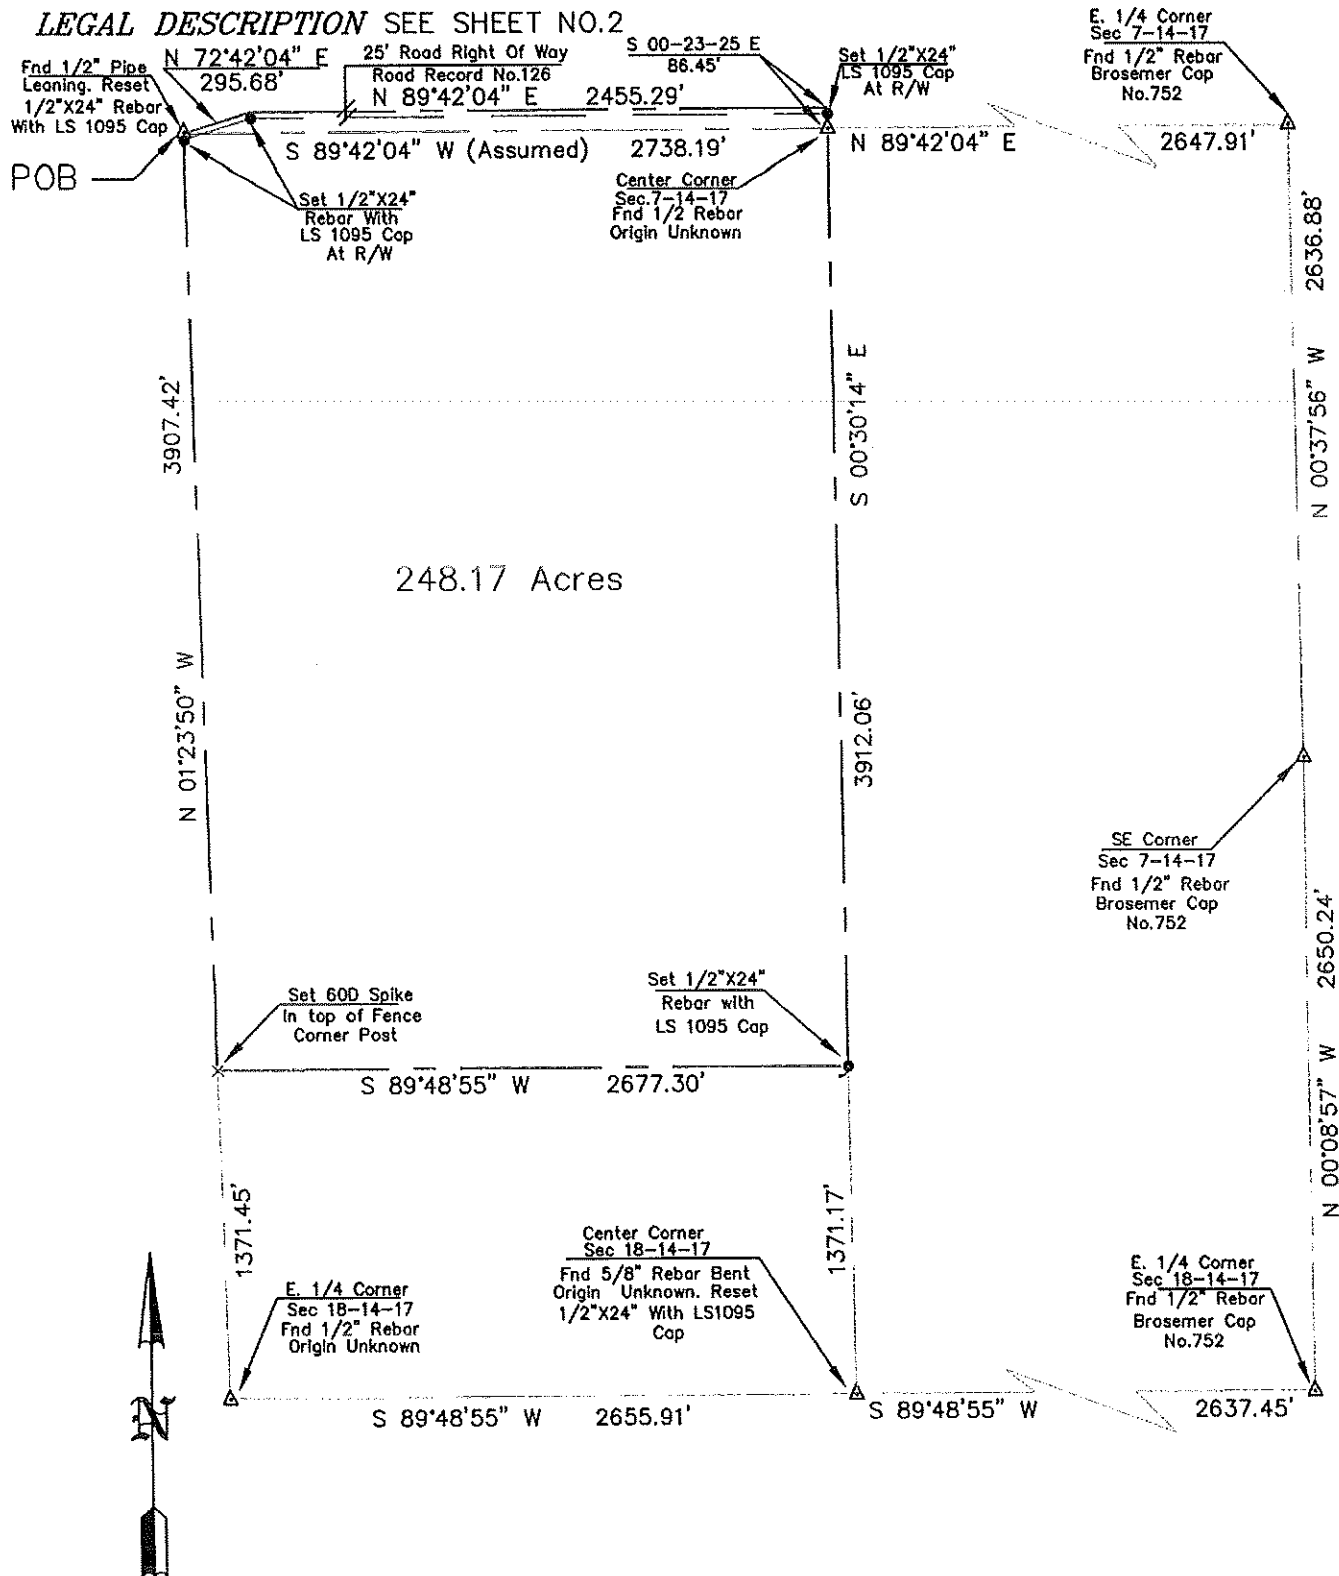 LEGAL DESCRIPTION SEE SHEET NO.2
Fnd 1/2" Pipe
Leaning. Reset
1/2"X24" Rebar
With LS 1095 Cap
N 72°42'04" E
295.68'
25' Road Right Of Way
Road Record No.126
N 89°42'04" E 2455.29'
S 00-23-25 E
86.45'
Set 1/2"X24"
LS 1095 Cap
At R/W
E. 1/4 Corner
Sec 7-14-17
Fnd 1/2" Rebar
Brosemer Cap
No.752
POB
S 89°42'04" W (Assumed) 2738.19'
N 89°42'04" E 2647.91'
Set 1/2"X24"
Rebar With
LS 1095 Cap
At R/W
Center Corner
Sec.7-14-17
Fnd 1/2 Rebar
Origin Unknown
N 01°23'50" W 3907.42'
S 00°30'14" E 3912.06'
N 00°37'56" W 2636.88'
248.17 Acres
SE Corner
Sec 7-14-17
Fnd 1/2" Rebar
Brosemer Cap
No.752
Set 60D Spike
In top of Fence
Corner Post
Set 1/2"X24"
Rebar with
LS 1095 Cap
S 89°48'55" W 2677.30'
N 00°08'57" W 2650.24'
1371.45'
1371.17'
E. 1/4 Corner
Sec 18-14-17
Fnd 1/2" Rebar
Origin Unknown
Center Corner
Sec 18-14-17
Fnd 5/8" Rebar Bent
Origin Unknown. Reset
1/2"X24" With LS1095
Cap
E. 1/4 Corner
Sec 18-14-17
Fnd 1/2" Rebar
Brosemer Cap
No.752
S 89°48'55" W 2655.91'
S 89°48'55" W 2637.45'
N